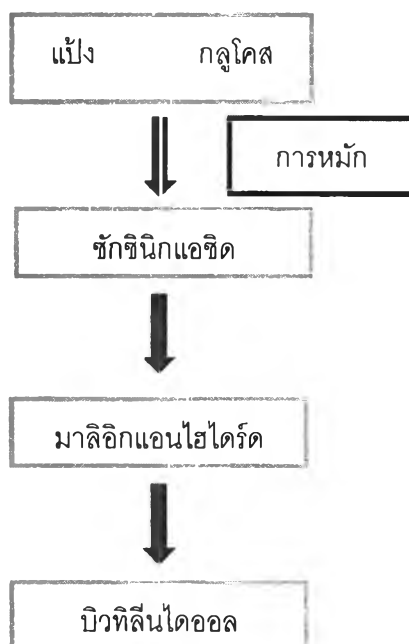 แป้ง กลูโคส
การหมัก
ซักซินิกแอซิด
มาลิอิกแอนไฮไดร์ด
บิวทิลีนไดออล